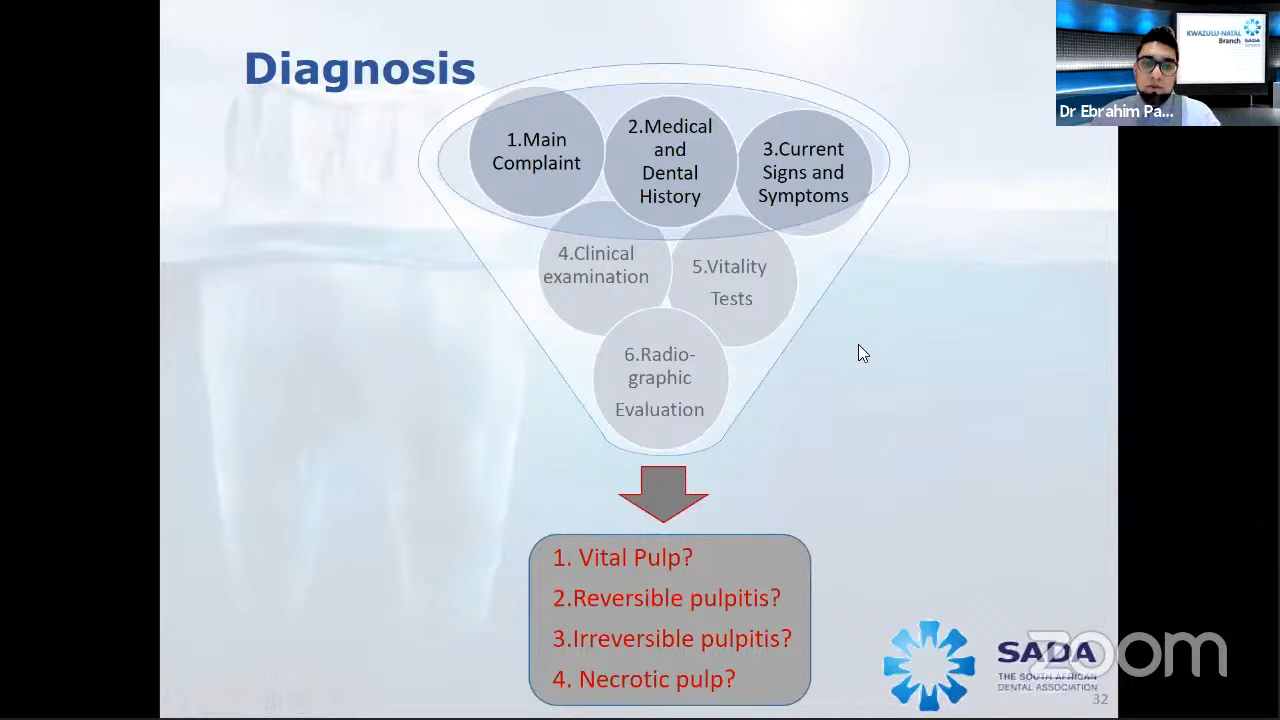 Diagnosis
1.Main
Complaint
2.Medical
and
Dental
History
3.Current
Signs and
Symptoms
4.Clinical
examination
5.Vitality
Tests
6.Radio-
graphic
Evaluation
1. Vital Pulp?
2.Reversible pulpitis?
3.Irreversible pulpitis?
4. Necrotic pulp?
KWAZULU-NATAL
Branch
SADA
Dr Ebrahim Pa...
SADA
THE SOUTH AFRICAN
DENTAL ASSOCIATION
zoom
32